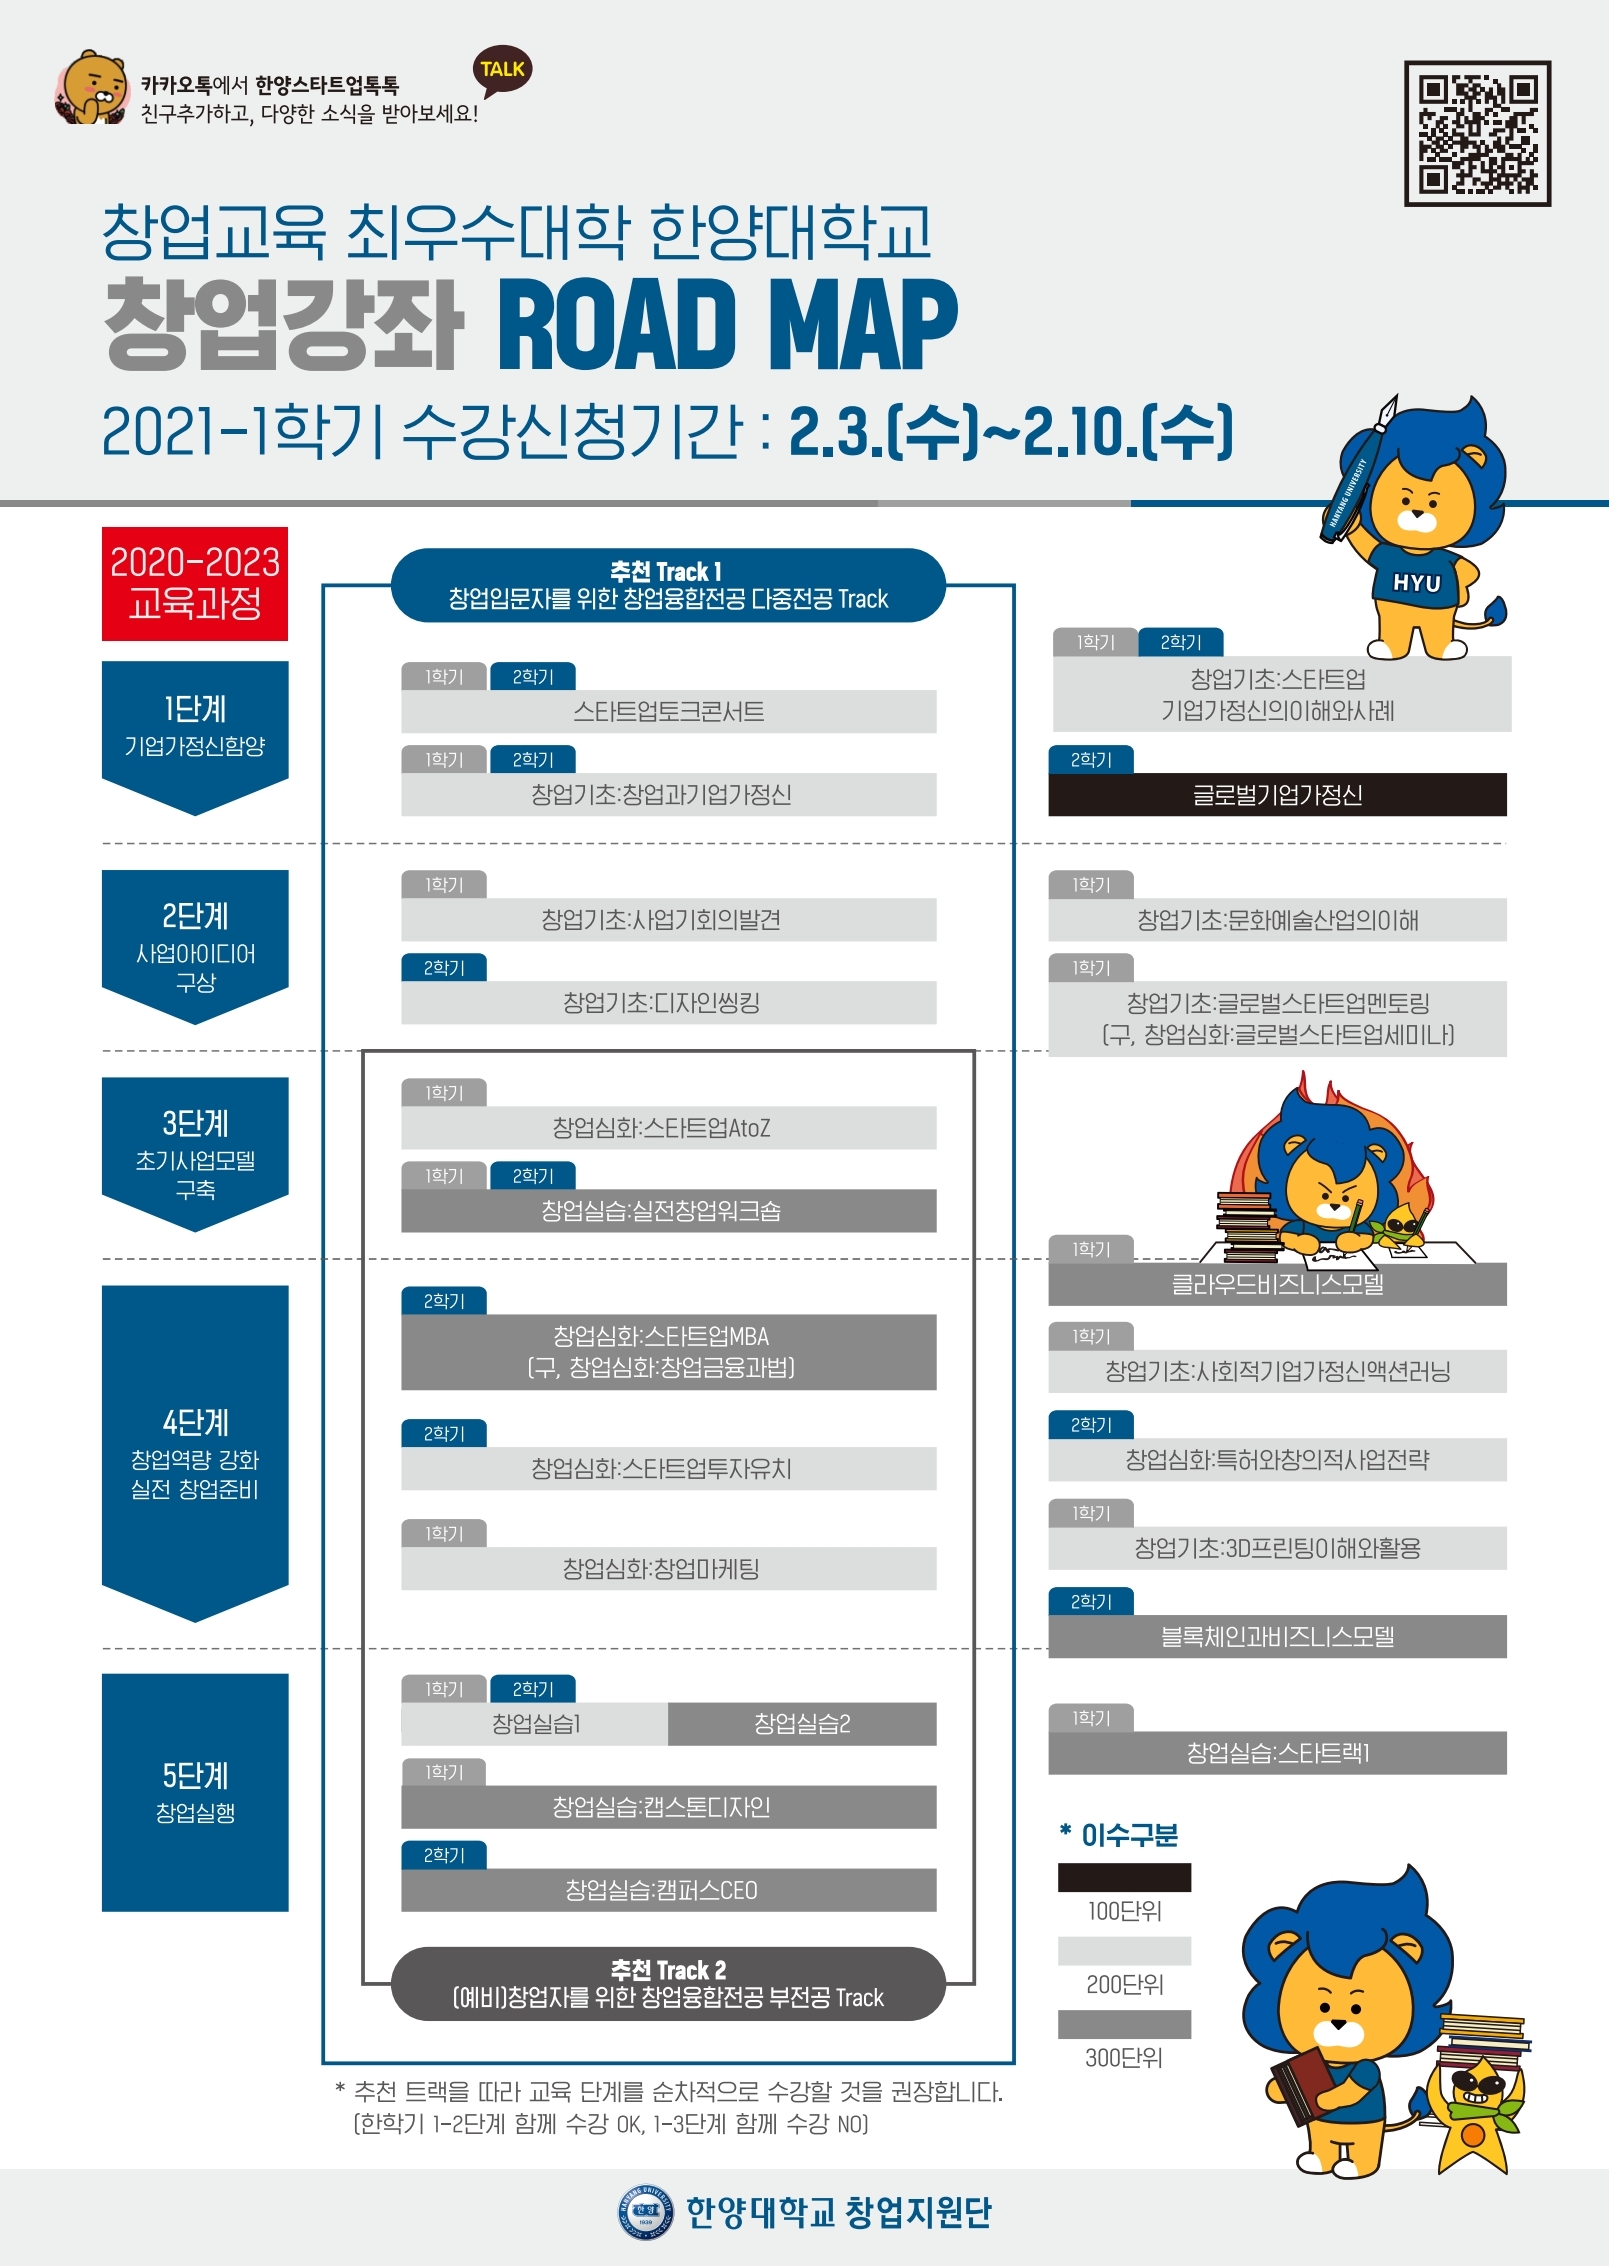 카카오톡에서 한양스타트업톡톡
친구추가하고, 다양한 소식을 받아보세요!
TALK
창업교육 최우수대학 한양대학교
창업강좌 ROAD MAP
2021-1학기 수강신청기간 : 2.3.(수)~2.10.(수)
HANYANG UNIVERSITY
HYU
2020-2023
교육과정
추천 Track 1
창업입문자를 위한 창업융합전공 다중전공 Track
1단계
기업가정신함양
1학기 2학기
스타트업토크콘서트
1학기 2학기
창업기초:창업과기업가정신
1학기 2학기
창업기초:스타트업
기업가정신의이해와사례
2학기
글로벌기업가정신
2단계
사업아이디어
구상
1학기
창업기초:사업기회의발견
2학기
창업기초:디자인씽킹
1학기
창업기초:문화예술산업의이해
1학기
창업기초:글로벌스타트업멘토링
(구, 창업심화:글로벌스타트업세미나)
3단계
초기사업모델
구축
1학기
창업심화:스타트업AtoZ
1학기 2학기
창업실습:실전창업워크숍
4단계
창업역량 강화
실전 창업준비
2학기
창업심화:스타트업MBA
(구, 창업심화:창업금융과법)
2학기
창업심화:스타트업투자유치
1학기
창업심화:창업마케팅
1학기
클라우드비즈니스모델
1학기
창업기초:사회적기업가정신액션러닝
2학기
창업심화:특허와창의적사업전략
1학기
창업기초:3D프린팅이해와활용
2학기
블록체인과비즈니스모델
5단계
창업실행
1학기 2학기
창업실습1 창업실습2
1학기
창업실습:캡스톤디자인
2학기
창업실습:캠퍼스CEO
1학기
창업실습:스타트랙1
추천 Track 2
(예비)창업자를 위한 창업융합전공 부전공 Track
* 이수구분
100단위
200단위
300단위
* 추천 트랙을 따라 교육 단계를 순차적으로 수강할 것을 권장합니다.
(한학기 1-2단계 함께 수강 OK, 1-3단계 함께 수강 NO)
HANYANG UNIVERSITY
한양
1939
한양대학교 창업지원단